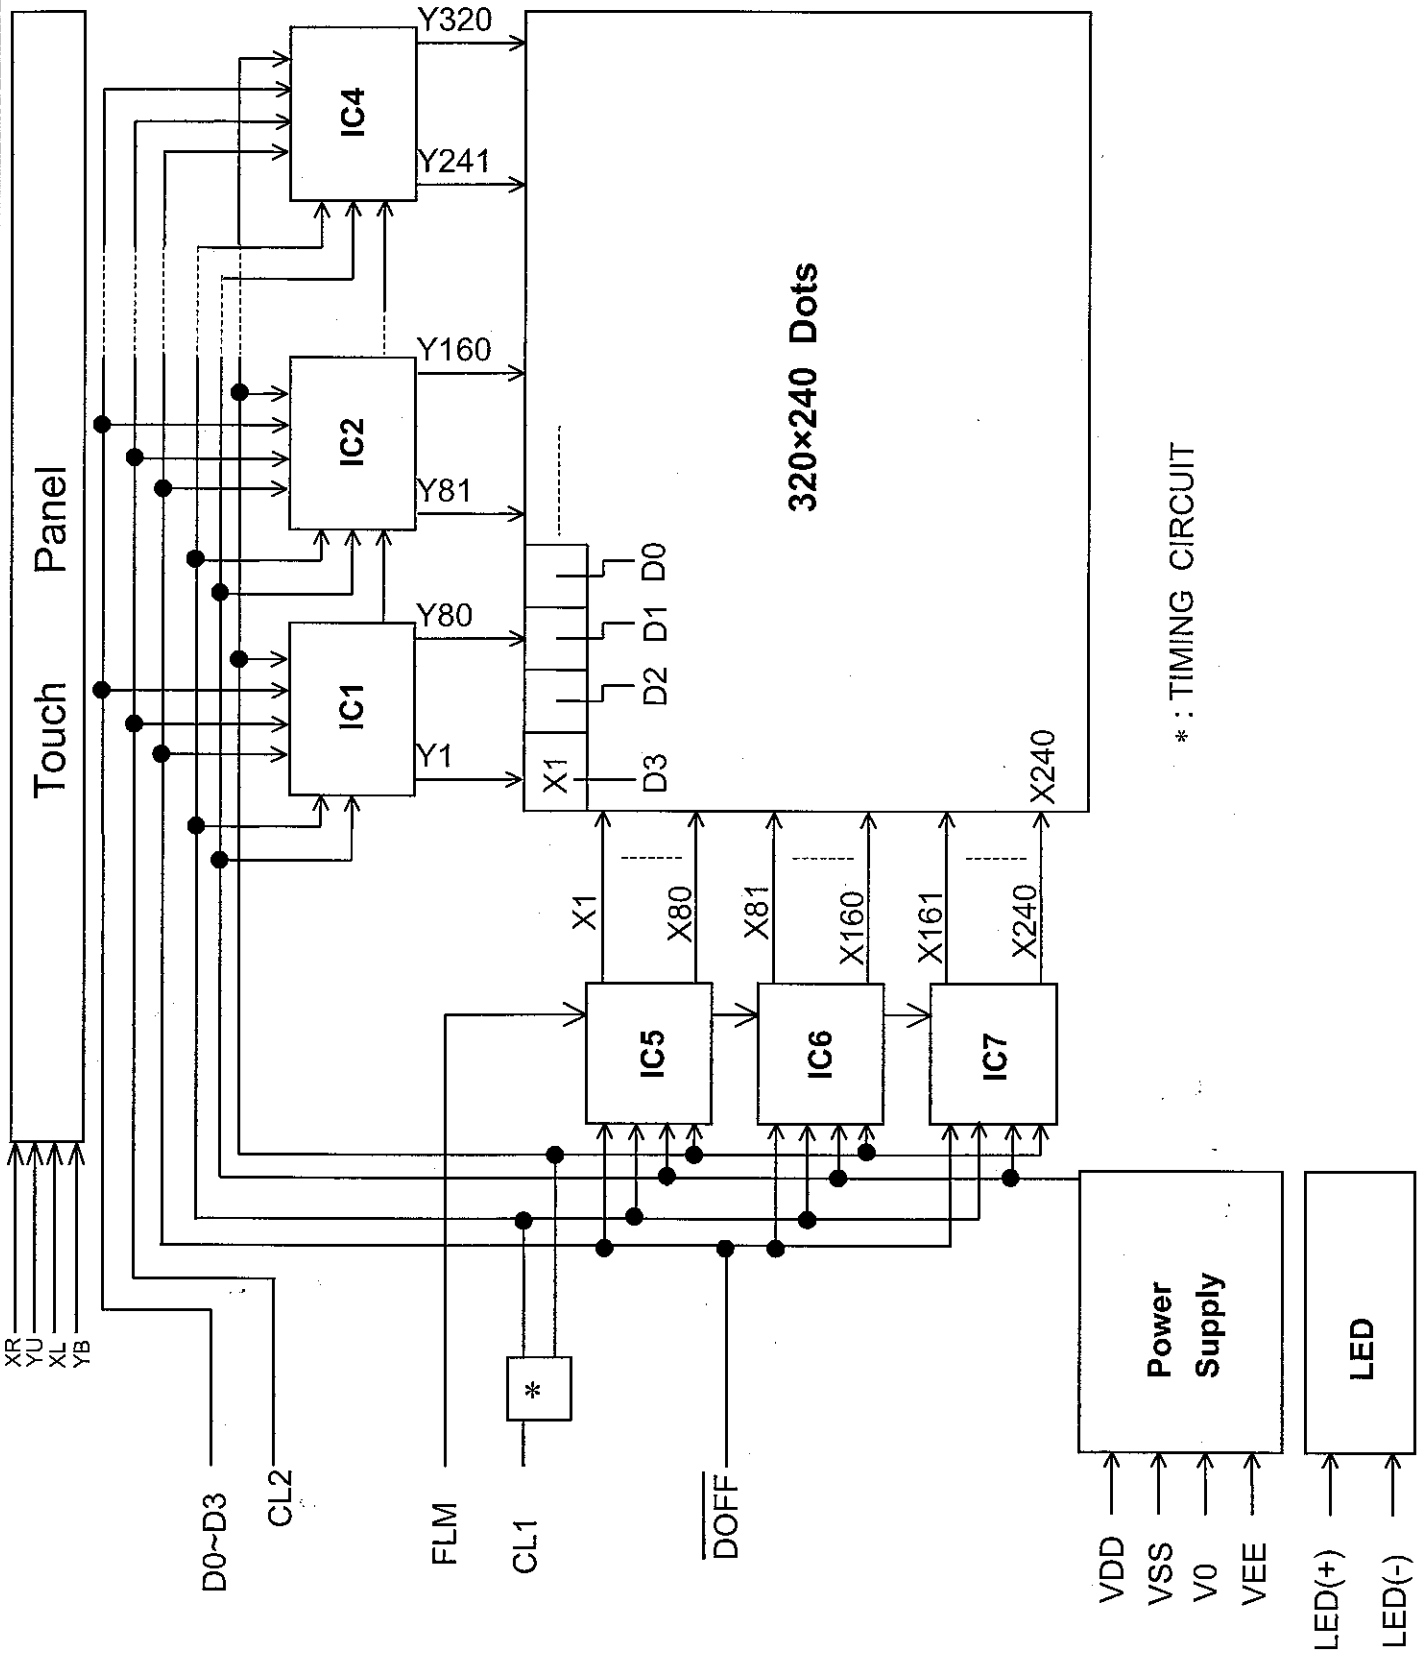 Touch Panel
XR
YU
XL
YB
D0~D3
CL2
FLM
CL1
DOFF
*
IC1
IC2
IC4
Y1
Y80
Y81
Y160
Y241
Y320
X1
D3
D2
D1
D0
320×240 Dots
X240
X1
X80
X81
X160
X161
X240
IC5
IC6
IC7
Power
Supply
VDD
VSS
V0
VEE
LED
LED(+)
LED(-)
* : TIMING CIRCUIT